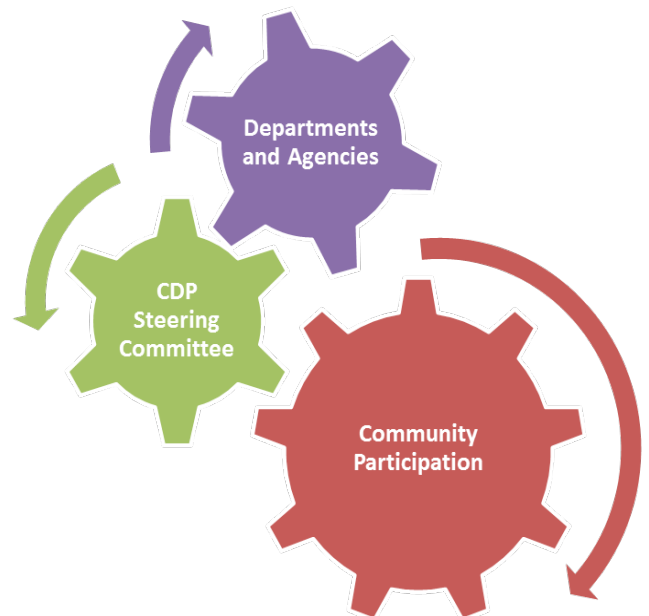 Departments
and Agencies
CDP
Steering
Committee
Community
Participation